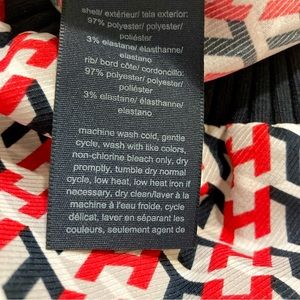 shell/ extérieur/ tela exterior:
97% polyester/ polyester/
poliéster
3% elastane/ élasthanne/
elastano
rib/ bord côte/ cordoncillo:
97% polyester/ polyester/
poliéster
3% elastane/ élasthanne/
elastano
machine wash cold, gentle
cycle, wash with like colors,
non-chlorine bleach only, dry
promptly, tumble dry normal
cycle, low heat, low heat iron if
necessary, dry clean/laver à la
machine à l'eau froide, cycle
délicat, laver en séparant les
couleurs, seulement agent de